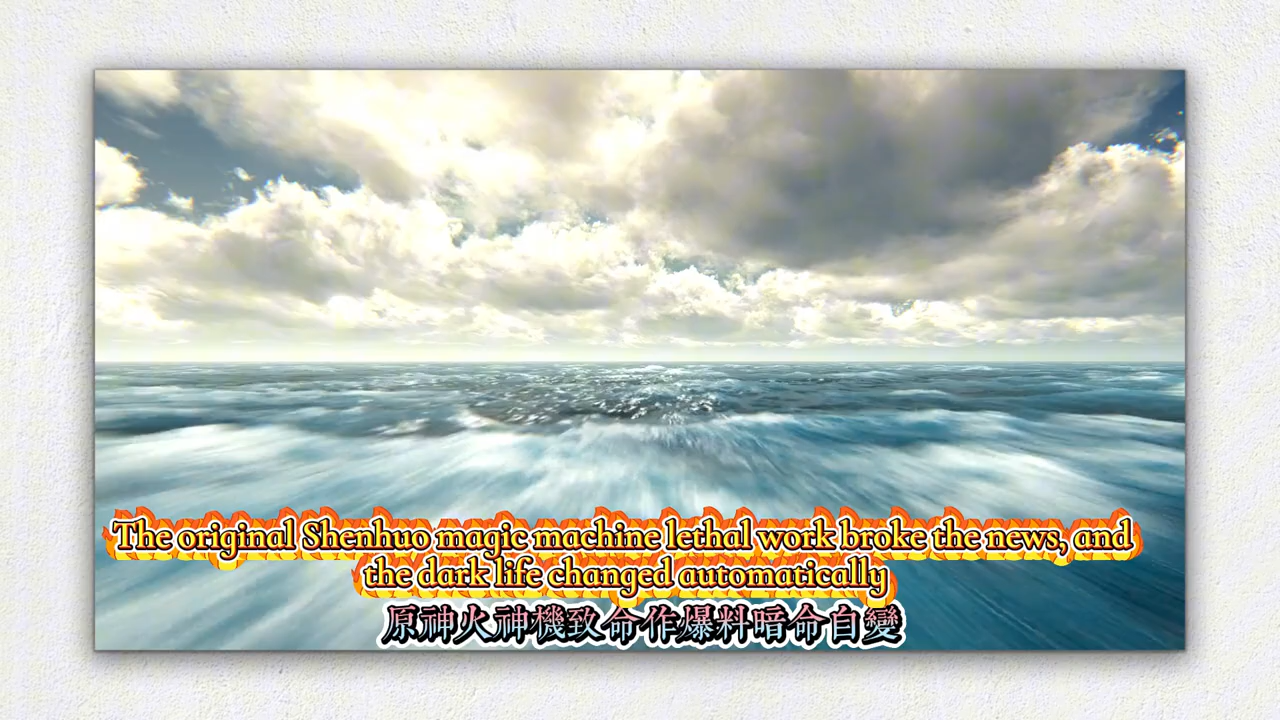 The original Shenhuo magic machine lethal work broke the news, and
the dark life changed automatically
原神火神機致命作爆料暗命自變